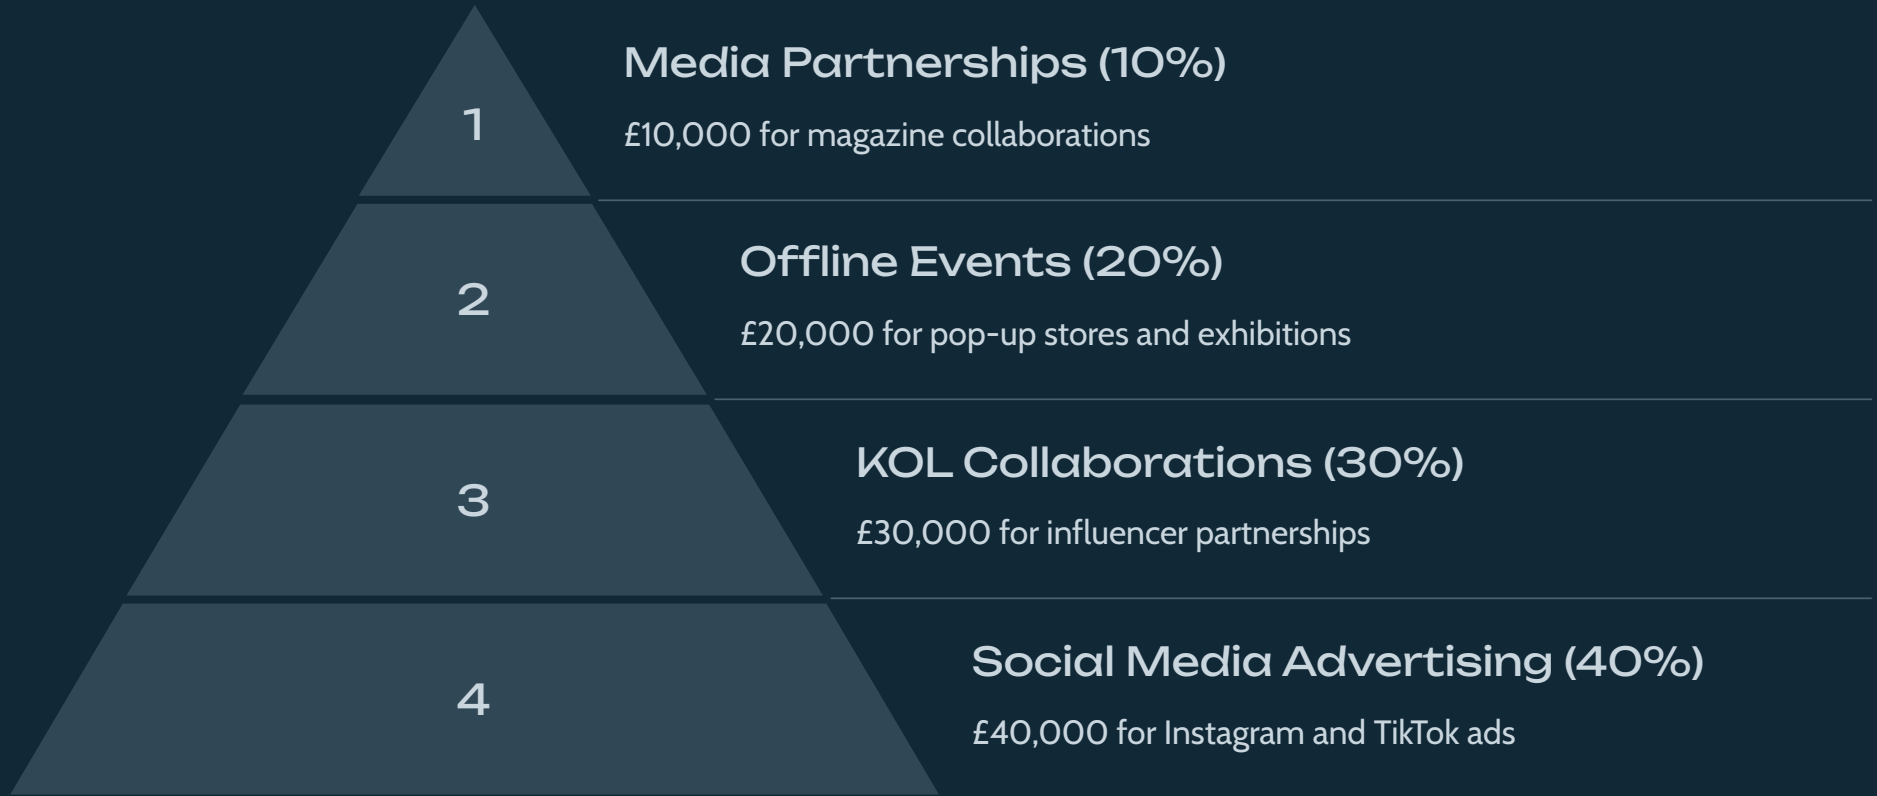 1
Media Partnerships (10%)
£10,000 for magazine collaborations
2
Offline Events (20%)
£20,000 for pop-up stores and exhibitions
3
KOL Collaborations (30%)
£30,000 for influencer partnerships
4
Social Media Advertising (40%)
£40,000 for Instagram and TikTok ads